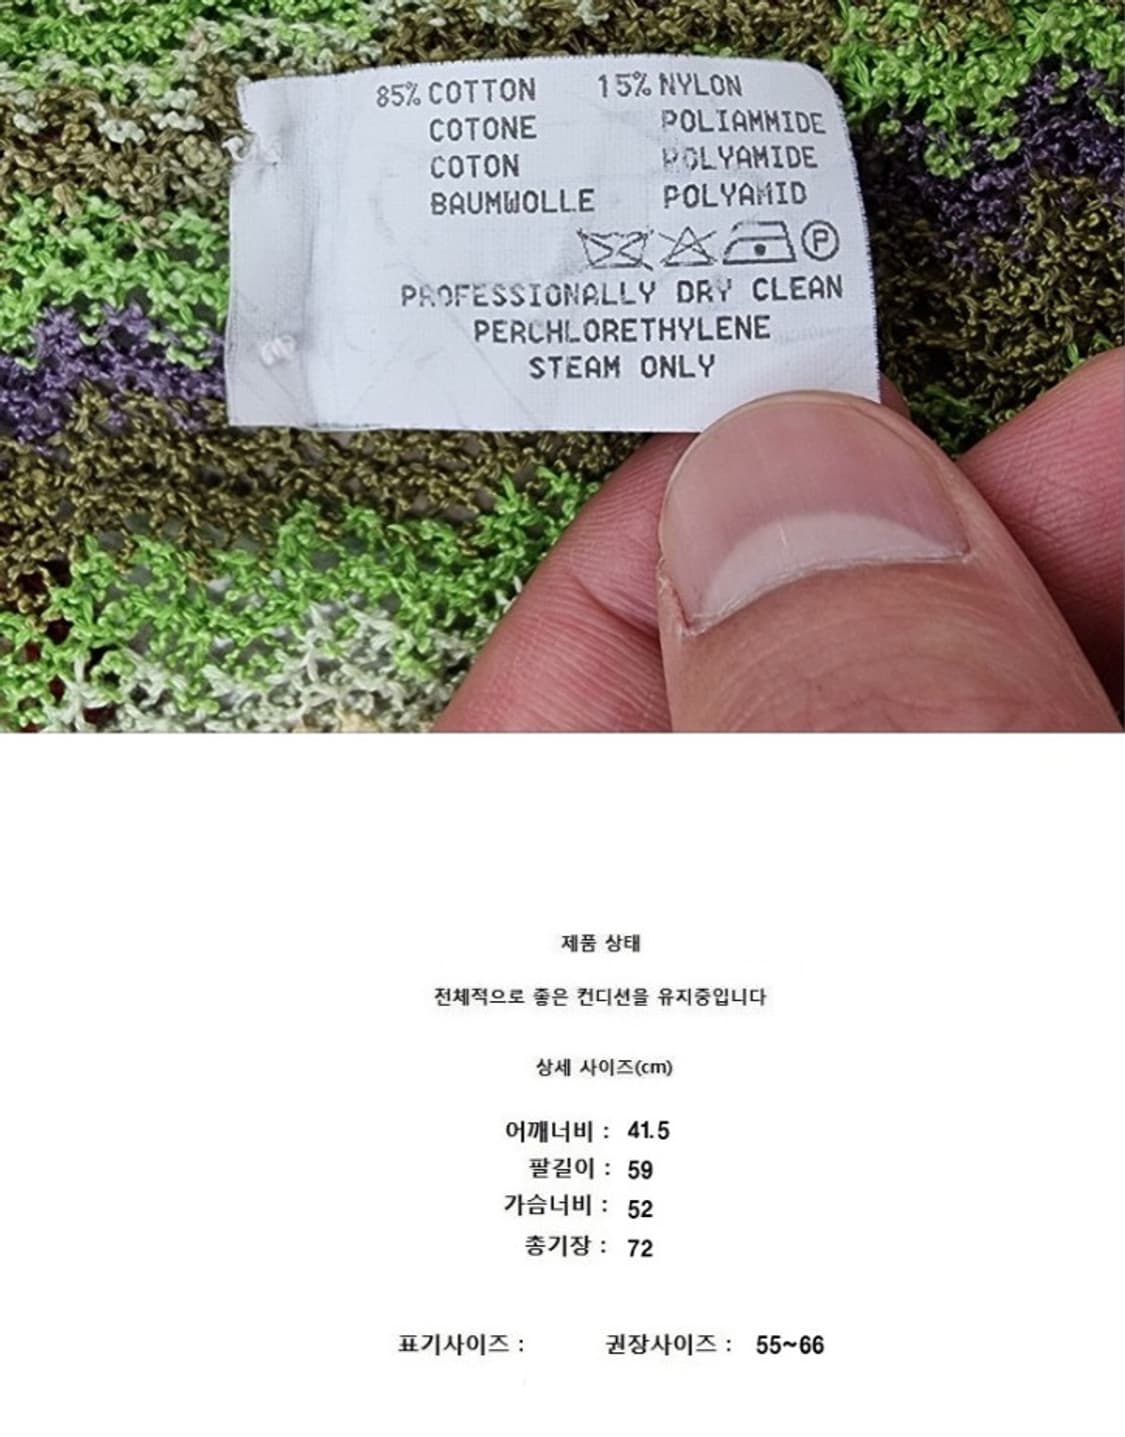 85% COTTON 15% NYLON
COTONE POLIAMMIDE
COTON POLYAMIDE
BAUMWOLLE POLYAMID
P
PROFESSIONALLY DRY CLEAN
PERCHLORETHYLENE
STEAM ONLY
제품 상태
전체적으로 좋은 컨디션을 유지중입니다
상세 사이즈(cm)
어깨너비 : 41.5
팔길이 : 59
가슴너비 : 52
총기장 : 72
표기사이즈 : 권장사이즈 : 55~66